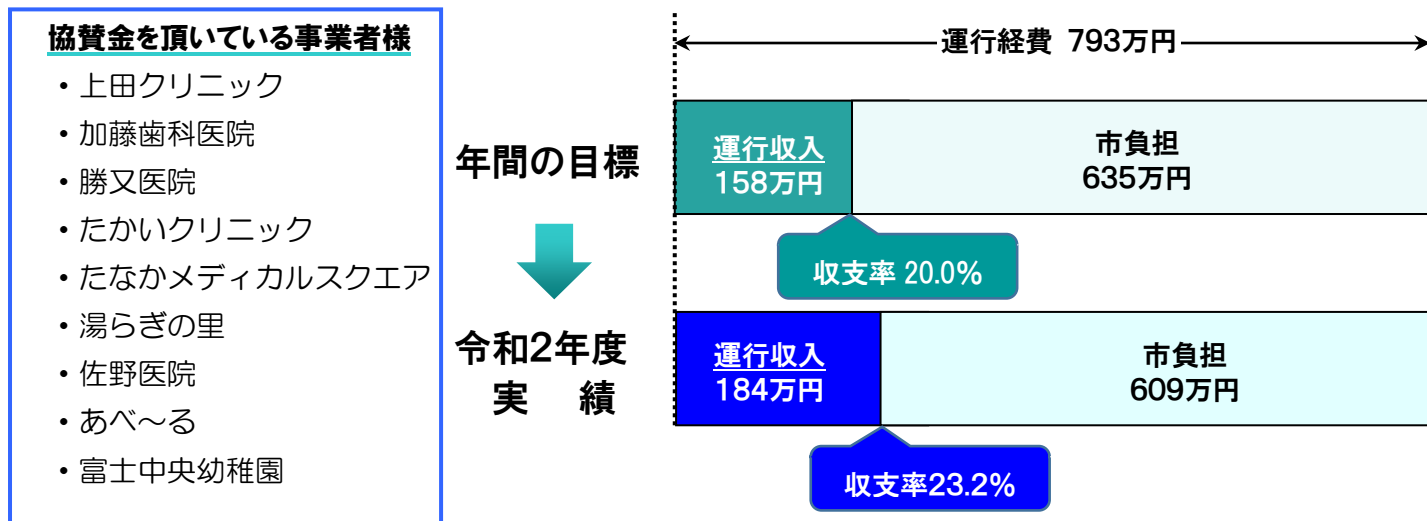 協賛金を頂いている事業者様
・上田クリニック
・加藤歯科医院
・勝又医院
・たかいクリニック
・たなかメディカルスクエア
・湯らぎの里
・佐野医院
・あべ～る
・富士中央幼稚園
運行経費 793万円
年間の目標
運行収入
158万円
市負担
635万円
収支率 20.0%
令和2年度
実 績
運行収入
184万円
市負担
609万円
収支率23.2%